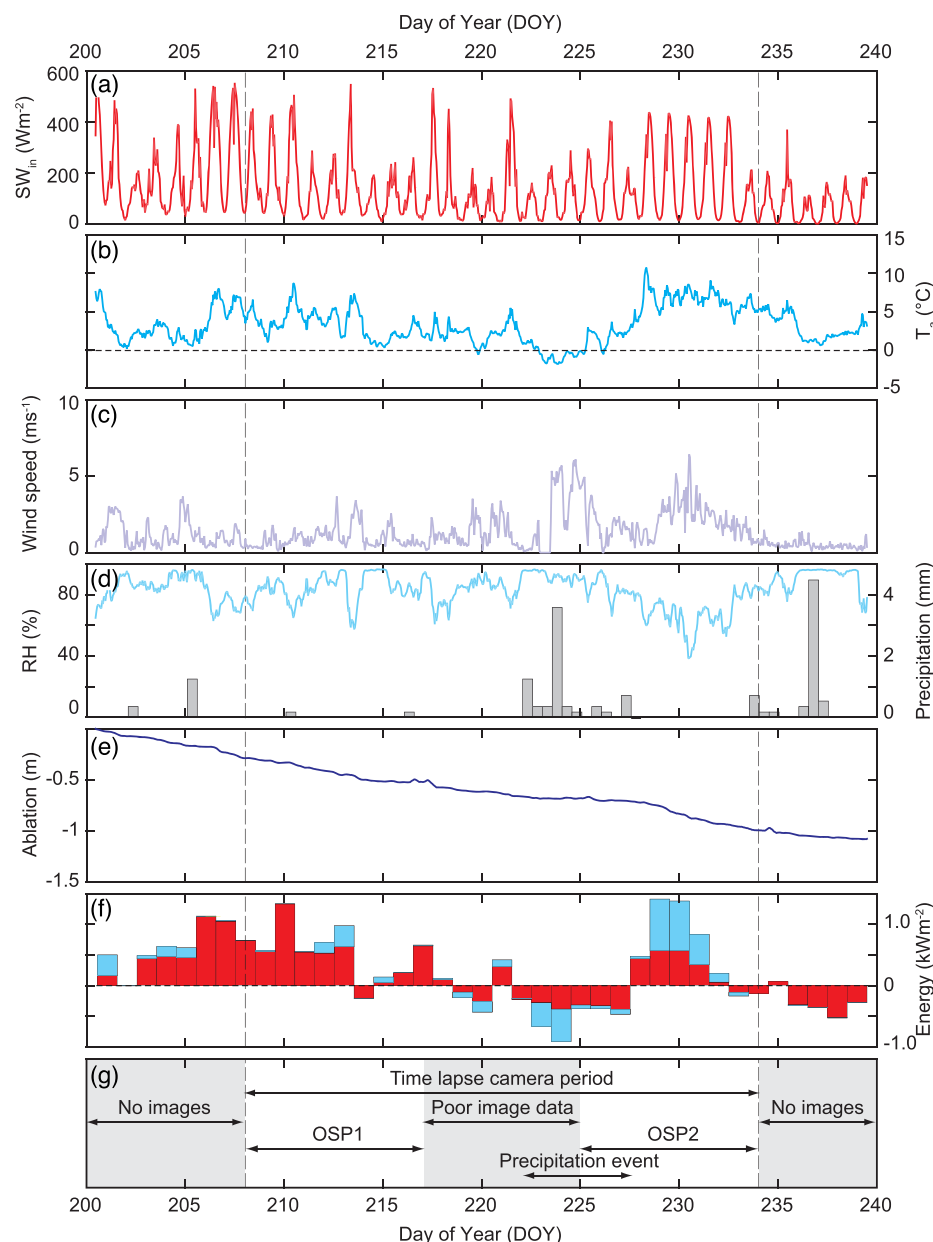 Day of Year (DOY)
200 205 210 215 217 220 225 230 235 240
(a)
600
400
200
0
SWin (Wm-2)
(b)
15
10
5
0
-5
Ta (°C)
(c)
10
5
0
Wind speed (ms-1)
(d)
80
40
0
RH (%)
4
2
0
Precipitation (mm)
(e)
-0.5
-1
-1.5
Ablation (m)
(f)
1.0
0
-1.0
Energy (kWm-2)
(g)
Time lapse camera period
No images Poor image data No images
OSP1 OSP2
Precipitation event
200 205 210 215 220 225 230 235 240
Day of Year (DOY)